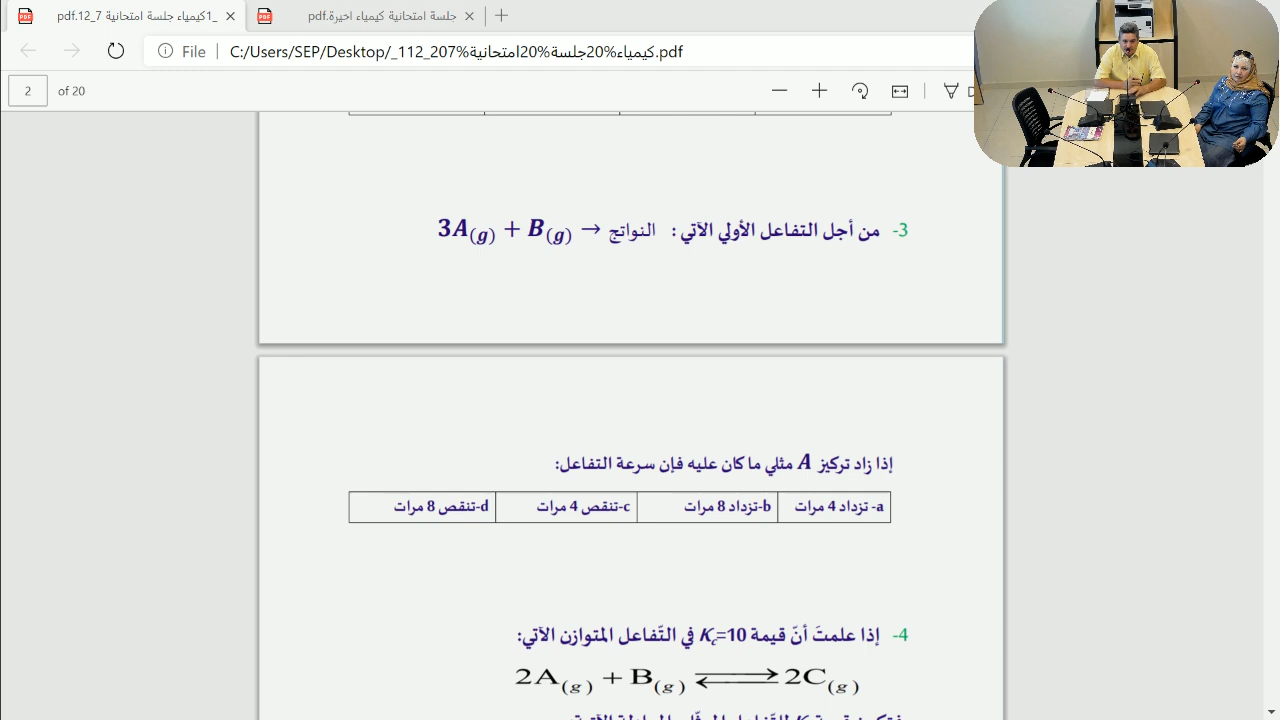 _1كيمياء جلسة امتحانية 7_12.pdf
جلسة امتحانية كيمياء اخيرة.pdf
File C:/Users/SEP/Desktop/_112_207%كيمياء%20جلسة%20امتحانية.pdf
2 of 20
3- من أجل التفاعل الأولي الآتي : 3A(g) + B(g) → النواتج
إذا زاد تركيز A مثلي ما كان عليه فإن سرعة التفاعل:
a- تزداد 4 مرات b-تزداد 8 مرات c-تنقص 4 مرات d-تنقص 8 مرات
4- إذا علمتَ أنّ قيمة Kc=10 في التّفاعل المتوازن الآتي:
2A(g) + B(g) ⇌ 2C(g)